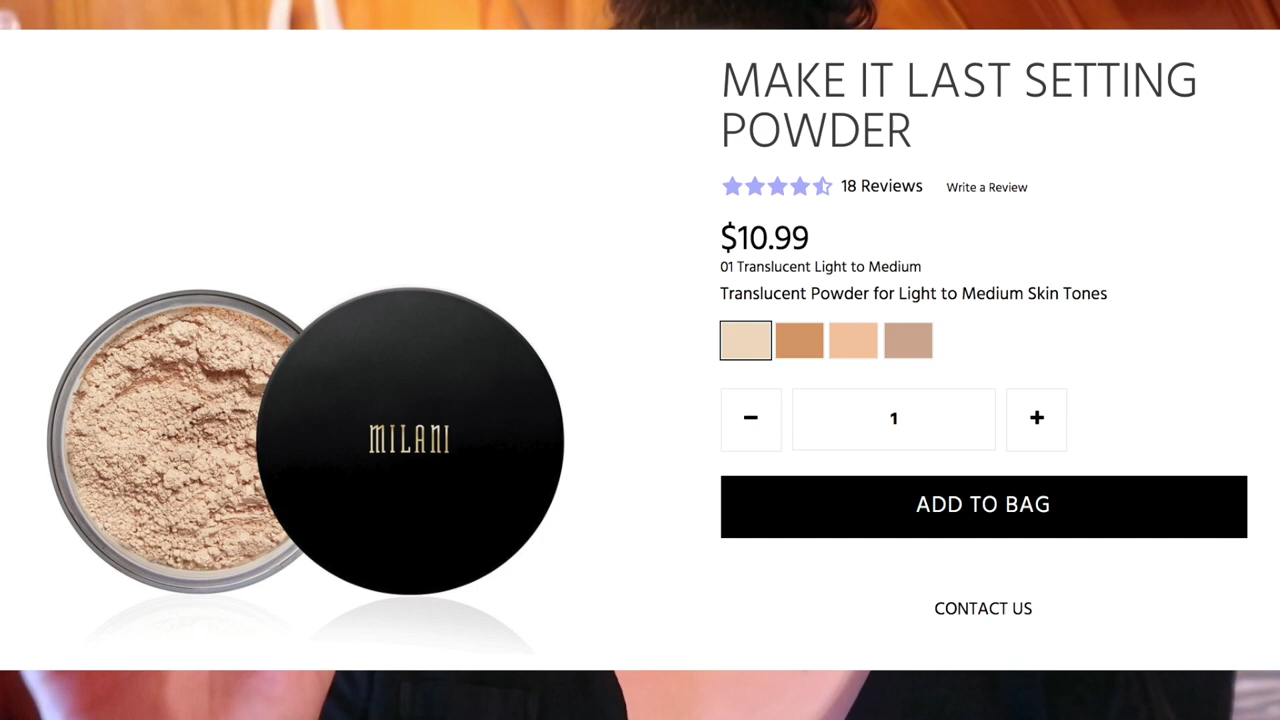 MAKE IT LAST SETTING
POWDER
18 Reviews Write a Review
$10.99
01 Translucent Light to Medium
Translucent Powder for Light to Medium Skin Tones
MILANI
− 1 +
ADD TO BAG
CONTACT US